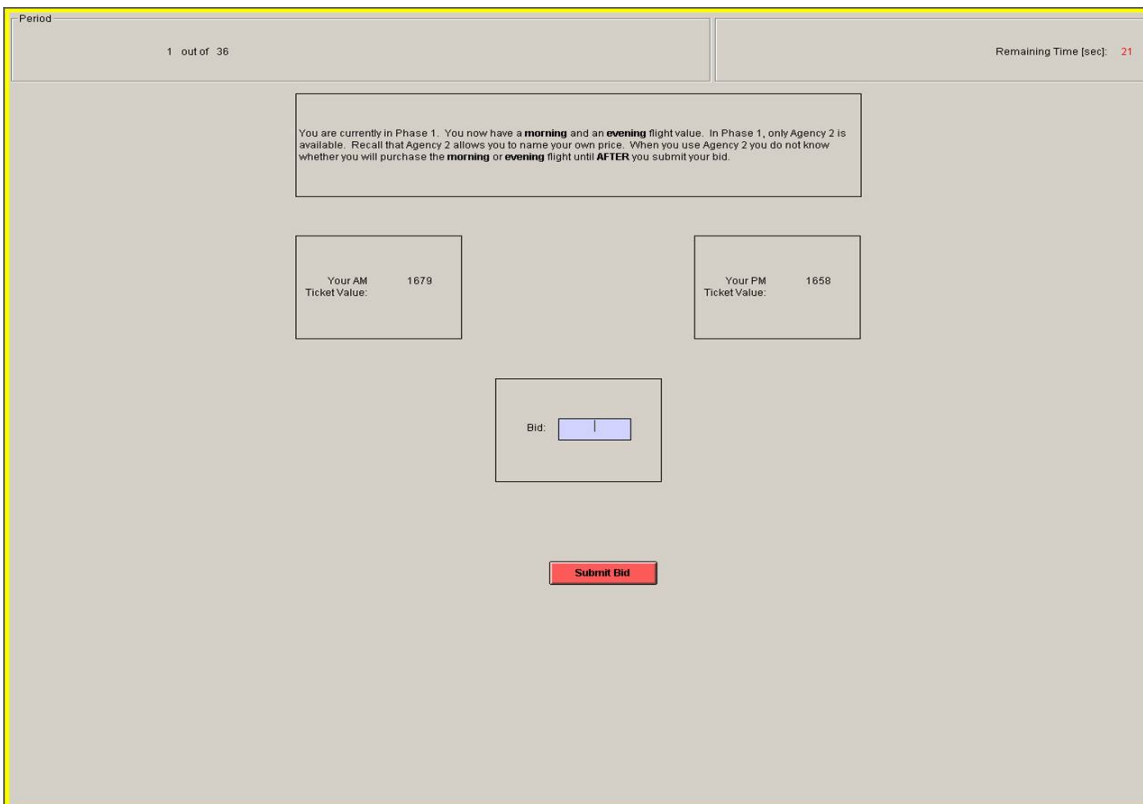 Period
1 out of 36
Remaining Time [sec]: 21
You are currently in Phase 1. You now have a morning and an evening flight value. In Phase 1, only Agency 2 is
available. Recall that Agency 2 allows you to name your own price. When you use Agency 2 you do not know
whether you will purchase the morning or evening flight until AFTER you submit your bid.
Your AM 1679
Ticket Value:
Your PM 1658
Ticket Value:
Bid:
Submit Bid